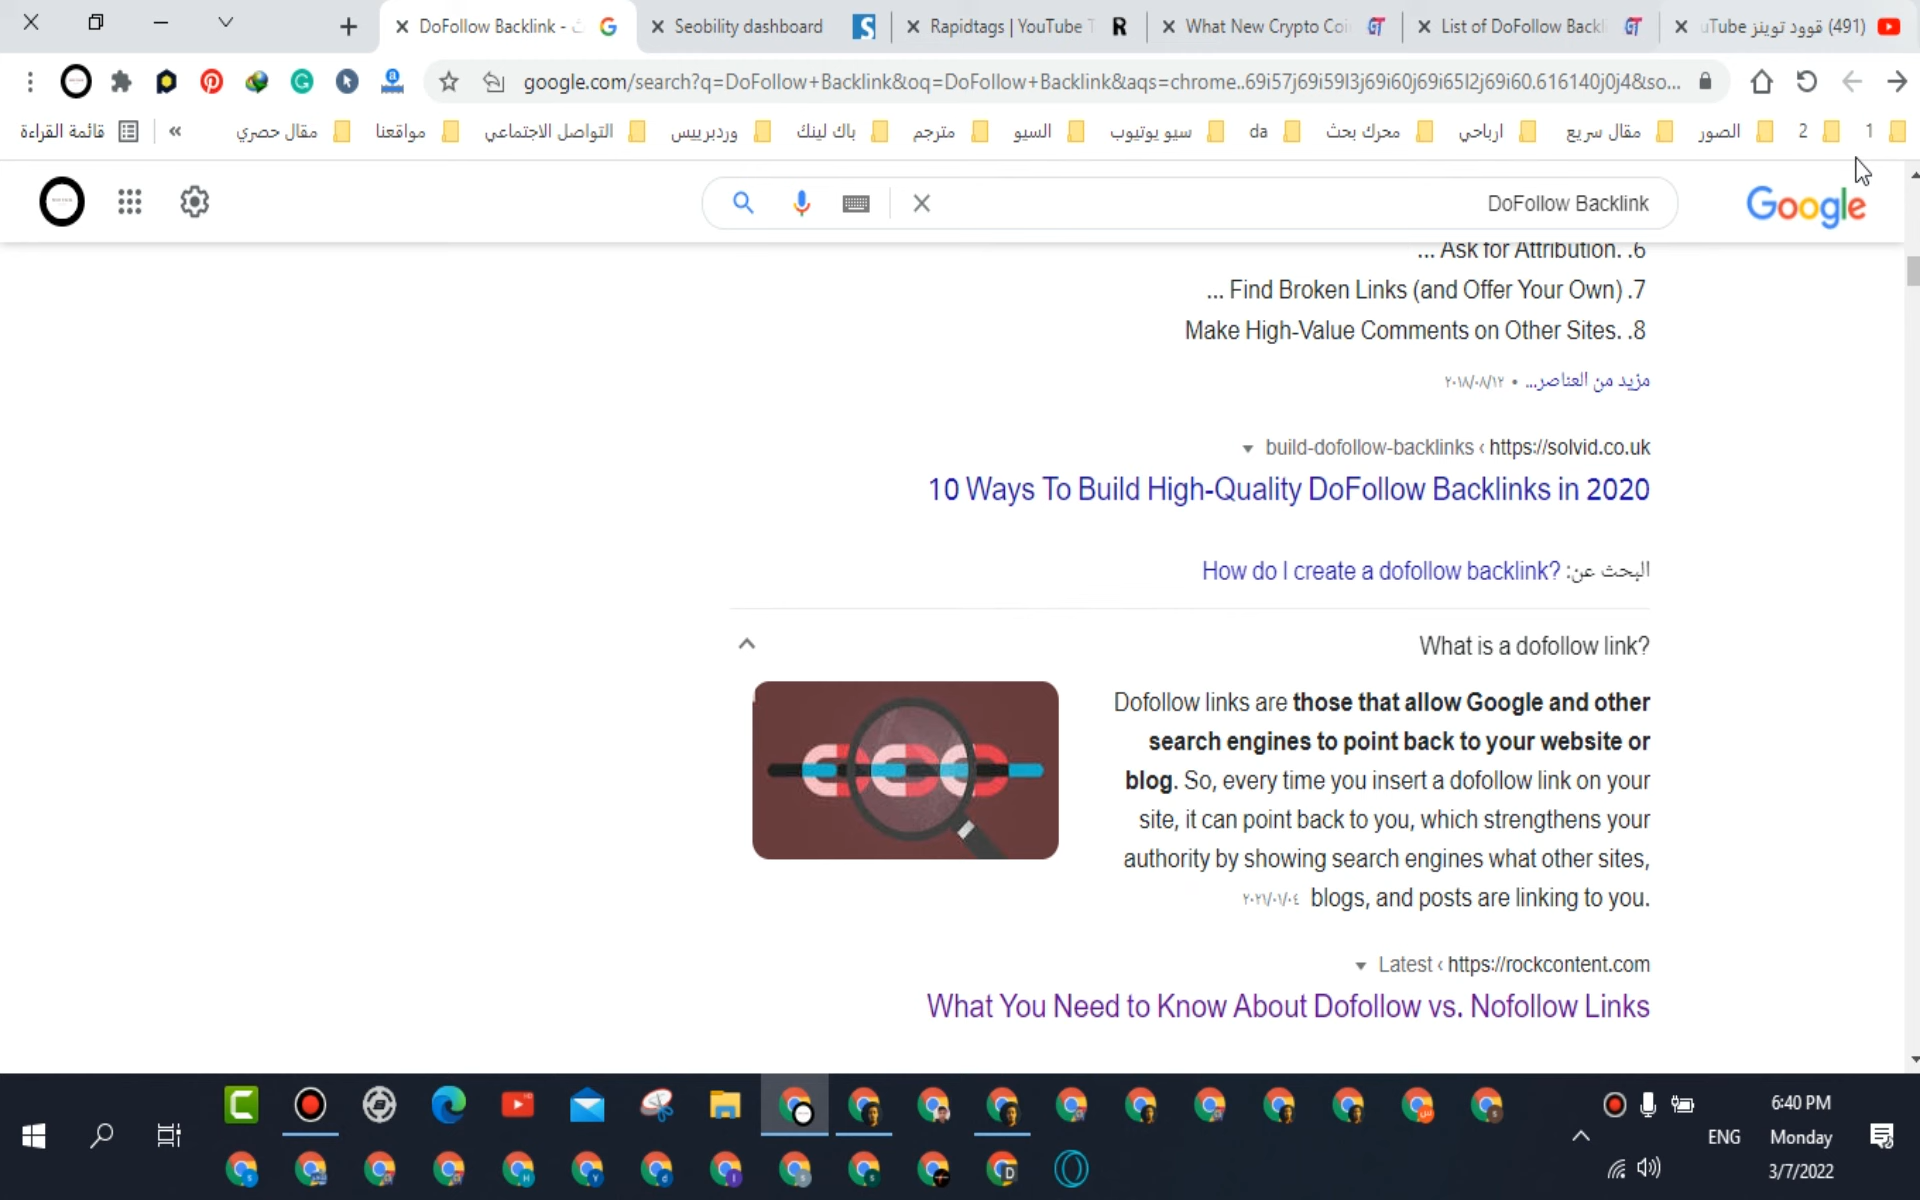 DoFollow Backlink -
Seobility dashboard
Rapidtags | YouTube T
What New Crypto Coi
List of DoFollow Backl
(491) قوود توينز uTube
google.com/search?q=DoFollow+Backlink&oq=DoFollow+Backlink&aqs=chrome..69i57j69i59l3j69i60j69i65l2j69i60.616140j0j4&so...
1
2
الصور
مقال سريع
ارباحي
محرك بحث
da
سيو يوتيوب
السيو
مترجم
باك لينك
وردبرييس
التواصل الاجتماعي
مواقعنا
مقال حصري
»
قائمة القراءة
DoFollow Backlink
Google
... Ask for Attribution. .6
... Find Broken Links (and Offer Your Own) .7
Make High-Value Comments on Other Sites. .8
مزيد من العناصر... • ٢٠١٨/٠٨/١٢
build-dofollow-backlinks ‹ https://solvid.co.uk
10 Ways To Build High-Quality DoFollow Backlinks in 2020
البحث عن: How do I create a dofollow backlink?
What is a dofollow link?
Dofollow links are those that allow Google and other
search engines to point back to your website or
blog. So, every time you insert a dofollow link on your
site, it can point back to you, which strengthens your
authority by showing search engines what other sites,
blogs, and posts are linking to you. ٢٠٢١/٠١/٠٤
Latest ‹ https://rockcontent.com
What You Need to Know About Dofollow vs. Nofollow Links
6:40 PM
ENG
Monday
3/7/2022